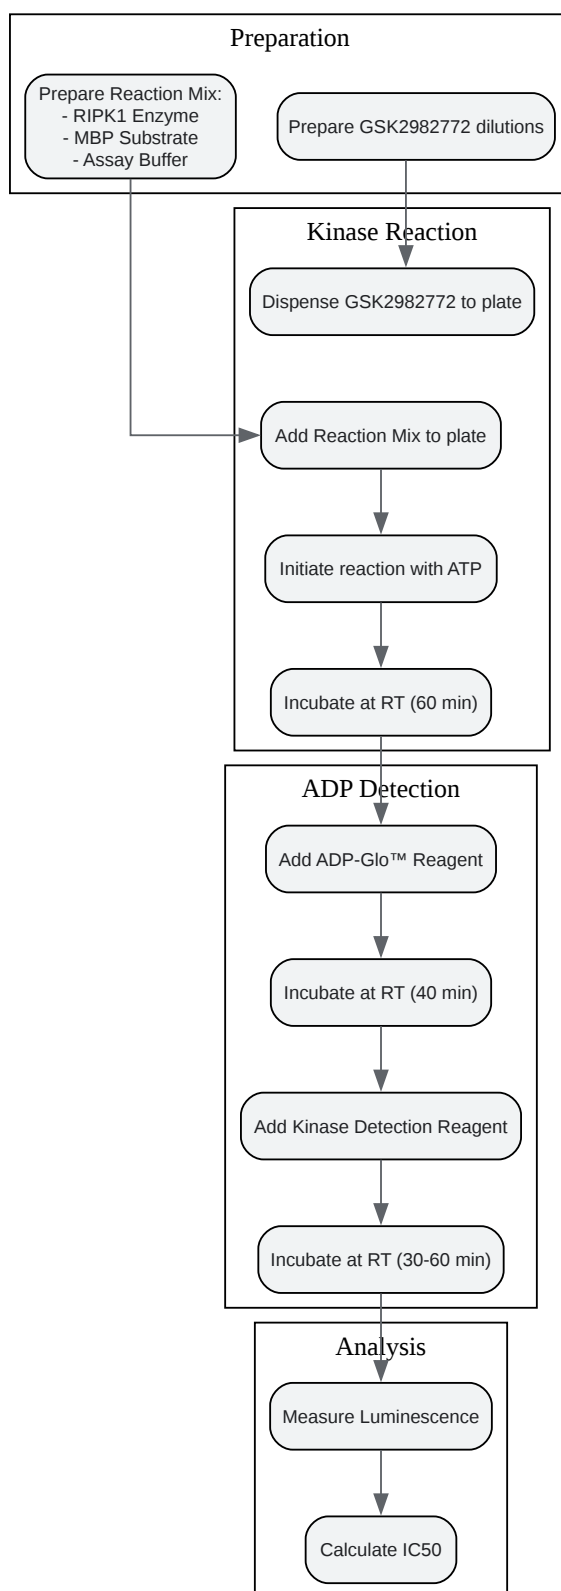 Preparation
Prepare Reaction Mix:
- RIPK1 Enzyme
- MBP Substrate
- Assay Buffer
Prepare GSK2982772 dilutions
Kinase Reaction
Dispense GSK2982772 to plate
Add Reaction Mix to plate
Initiate reaction with ATP
Incubate at RT (60 min)
ADP Detection
Add ADP-Glo™ Reagent
Incubate at RT (40 min)
Add Kinase Detection Reagent
Incubate at RT (30-60 min)
Analysis
Measure Luminescence
Calculate IC50